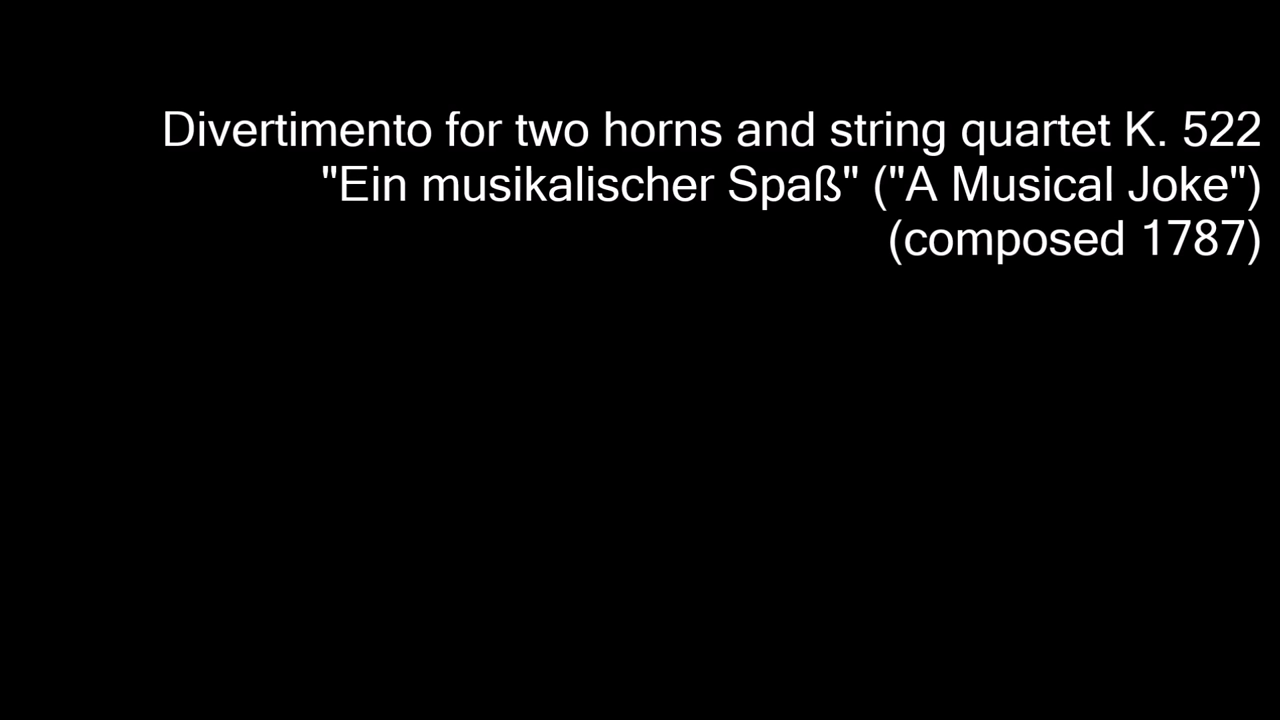 Divertimento for two horns and string quartet K. 522
"Ein musikalischer Spaß" ("A Musical Joke")
(composed 1787)